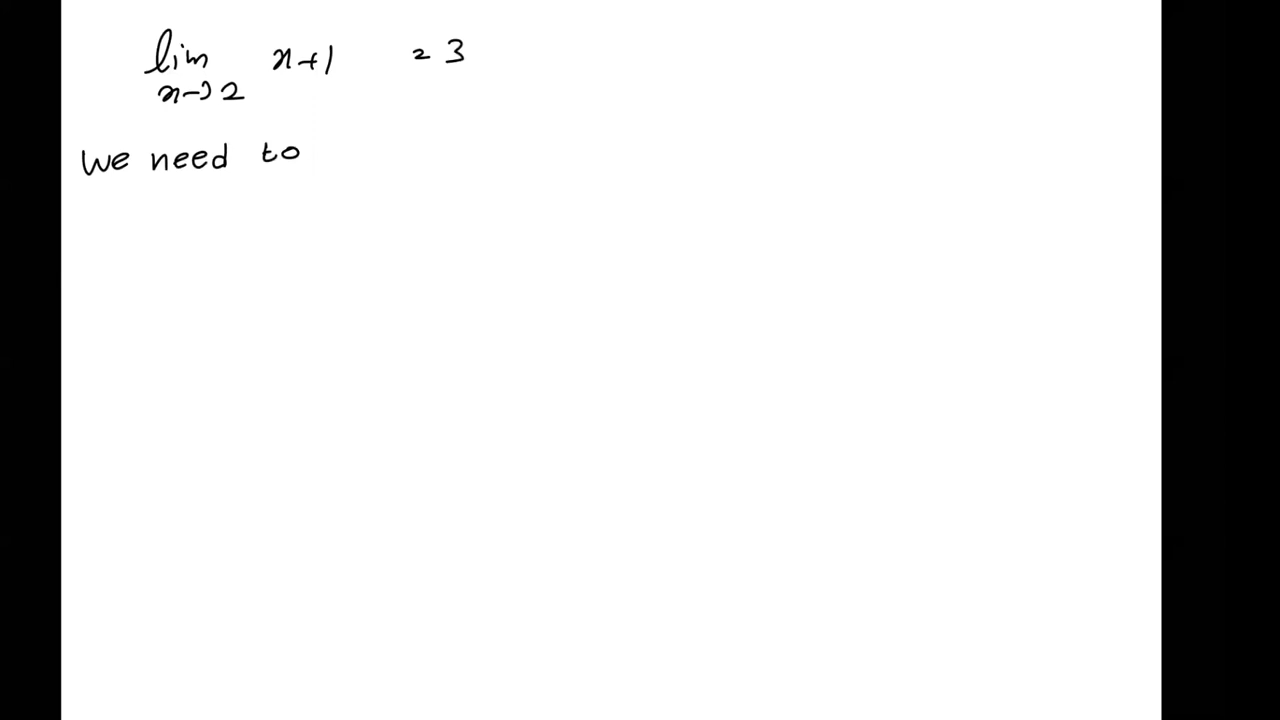 lim x+1 = 3
x→2
We need to